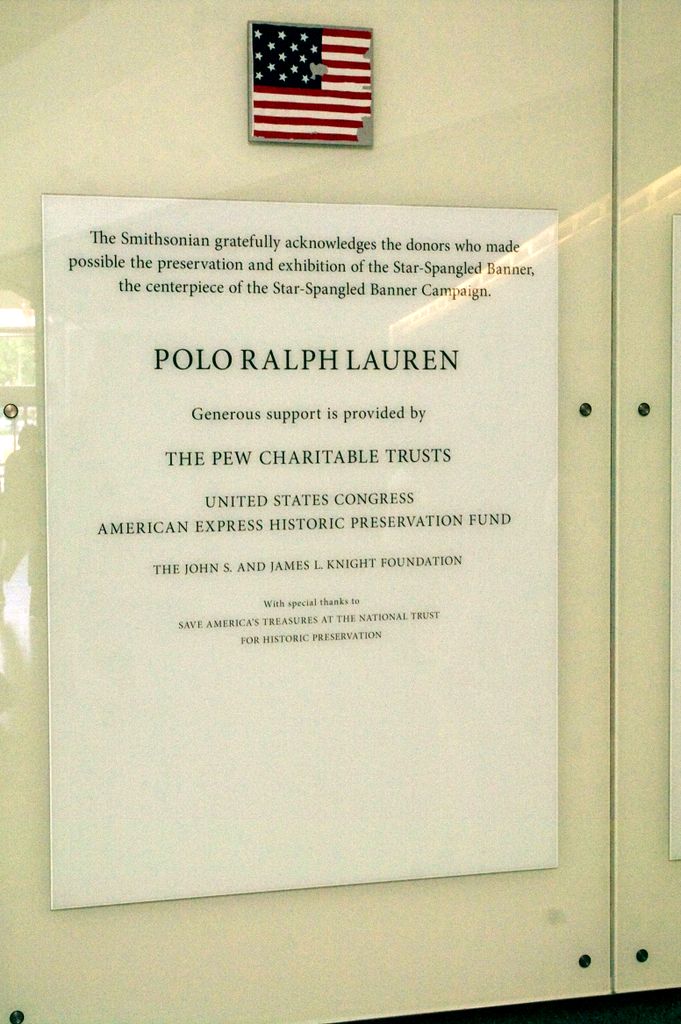 The Smithsonian gratefully acknowledges the donors who made
possible the preservation and exhibition of the Star-Spangled Banner,
the centerpiece of the Star-Spangled Banner Campaign.
POLO RALPH LAUREN
Generous support is provided by
THE PEW CHARITABLE TRUSTS
UNITED STATES CONGRESS
AMERICAN EXPRESS HISTORIC PRESERVATION FUND
THE JOHN S. AND JAMES L. KNIGHT FOUNDATION
With special thanks to
SAVE AMERICA'S TREASURES AT THE NATIONAL TRUST
FOR HISTORIC PRESERVATION